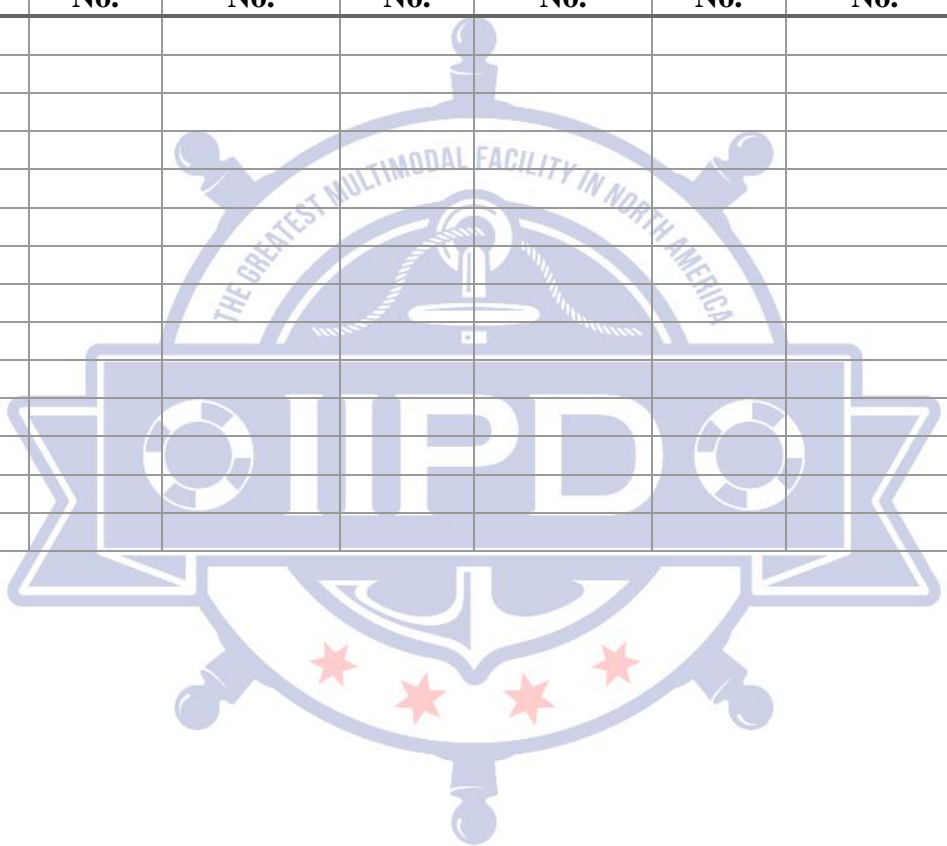 No. No. No. No. No. No.
THE GREATEST MULTIMODAL FACILITY IN NORTH AMERICA
IIPD